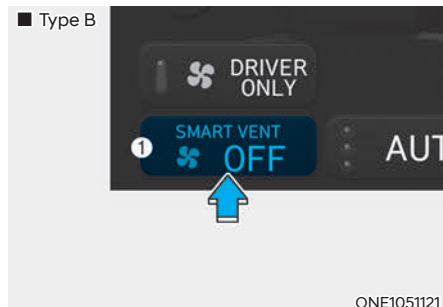 ■ Type B
DRIVER
ONLY
SMART VENT
① OFF
AUT
ONE1051121